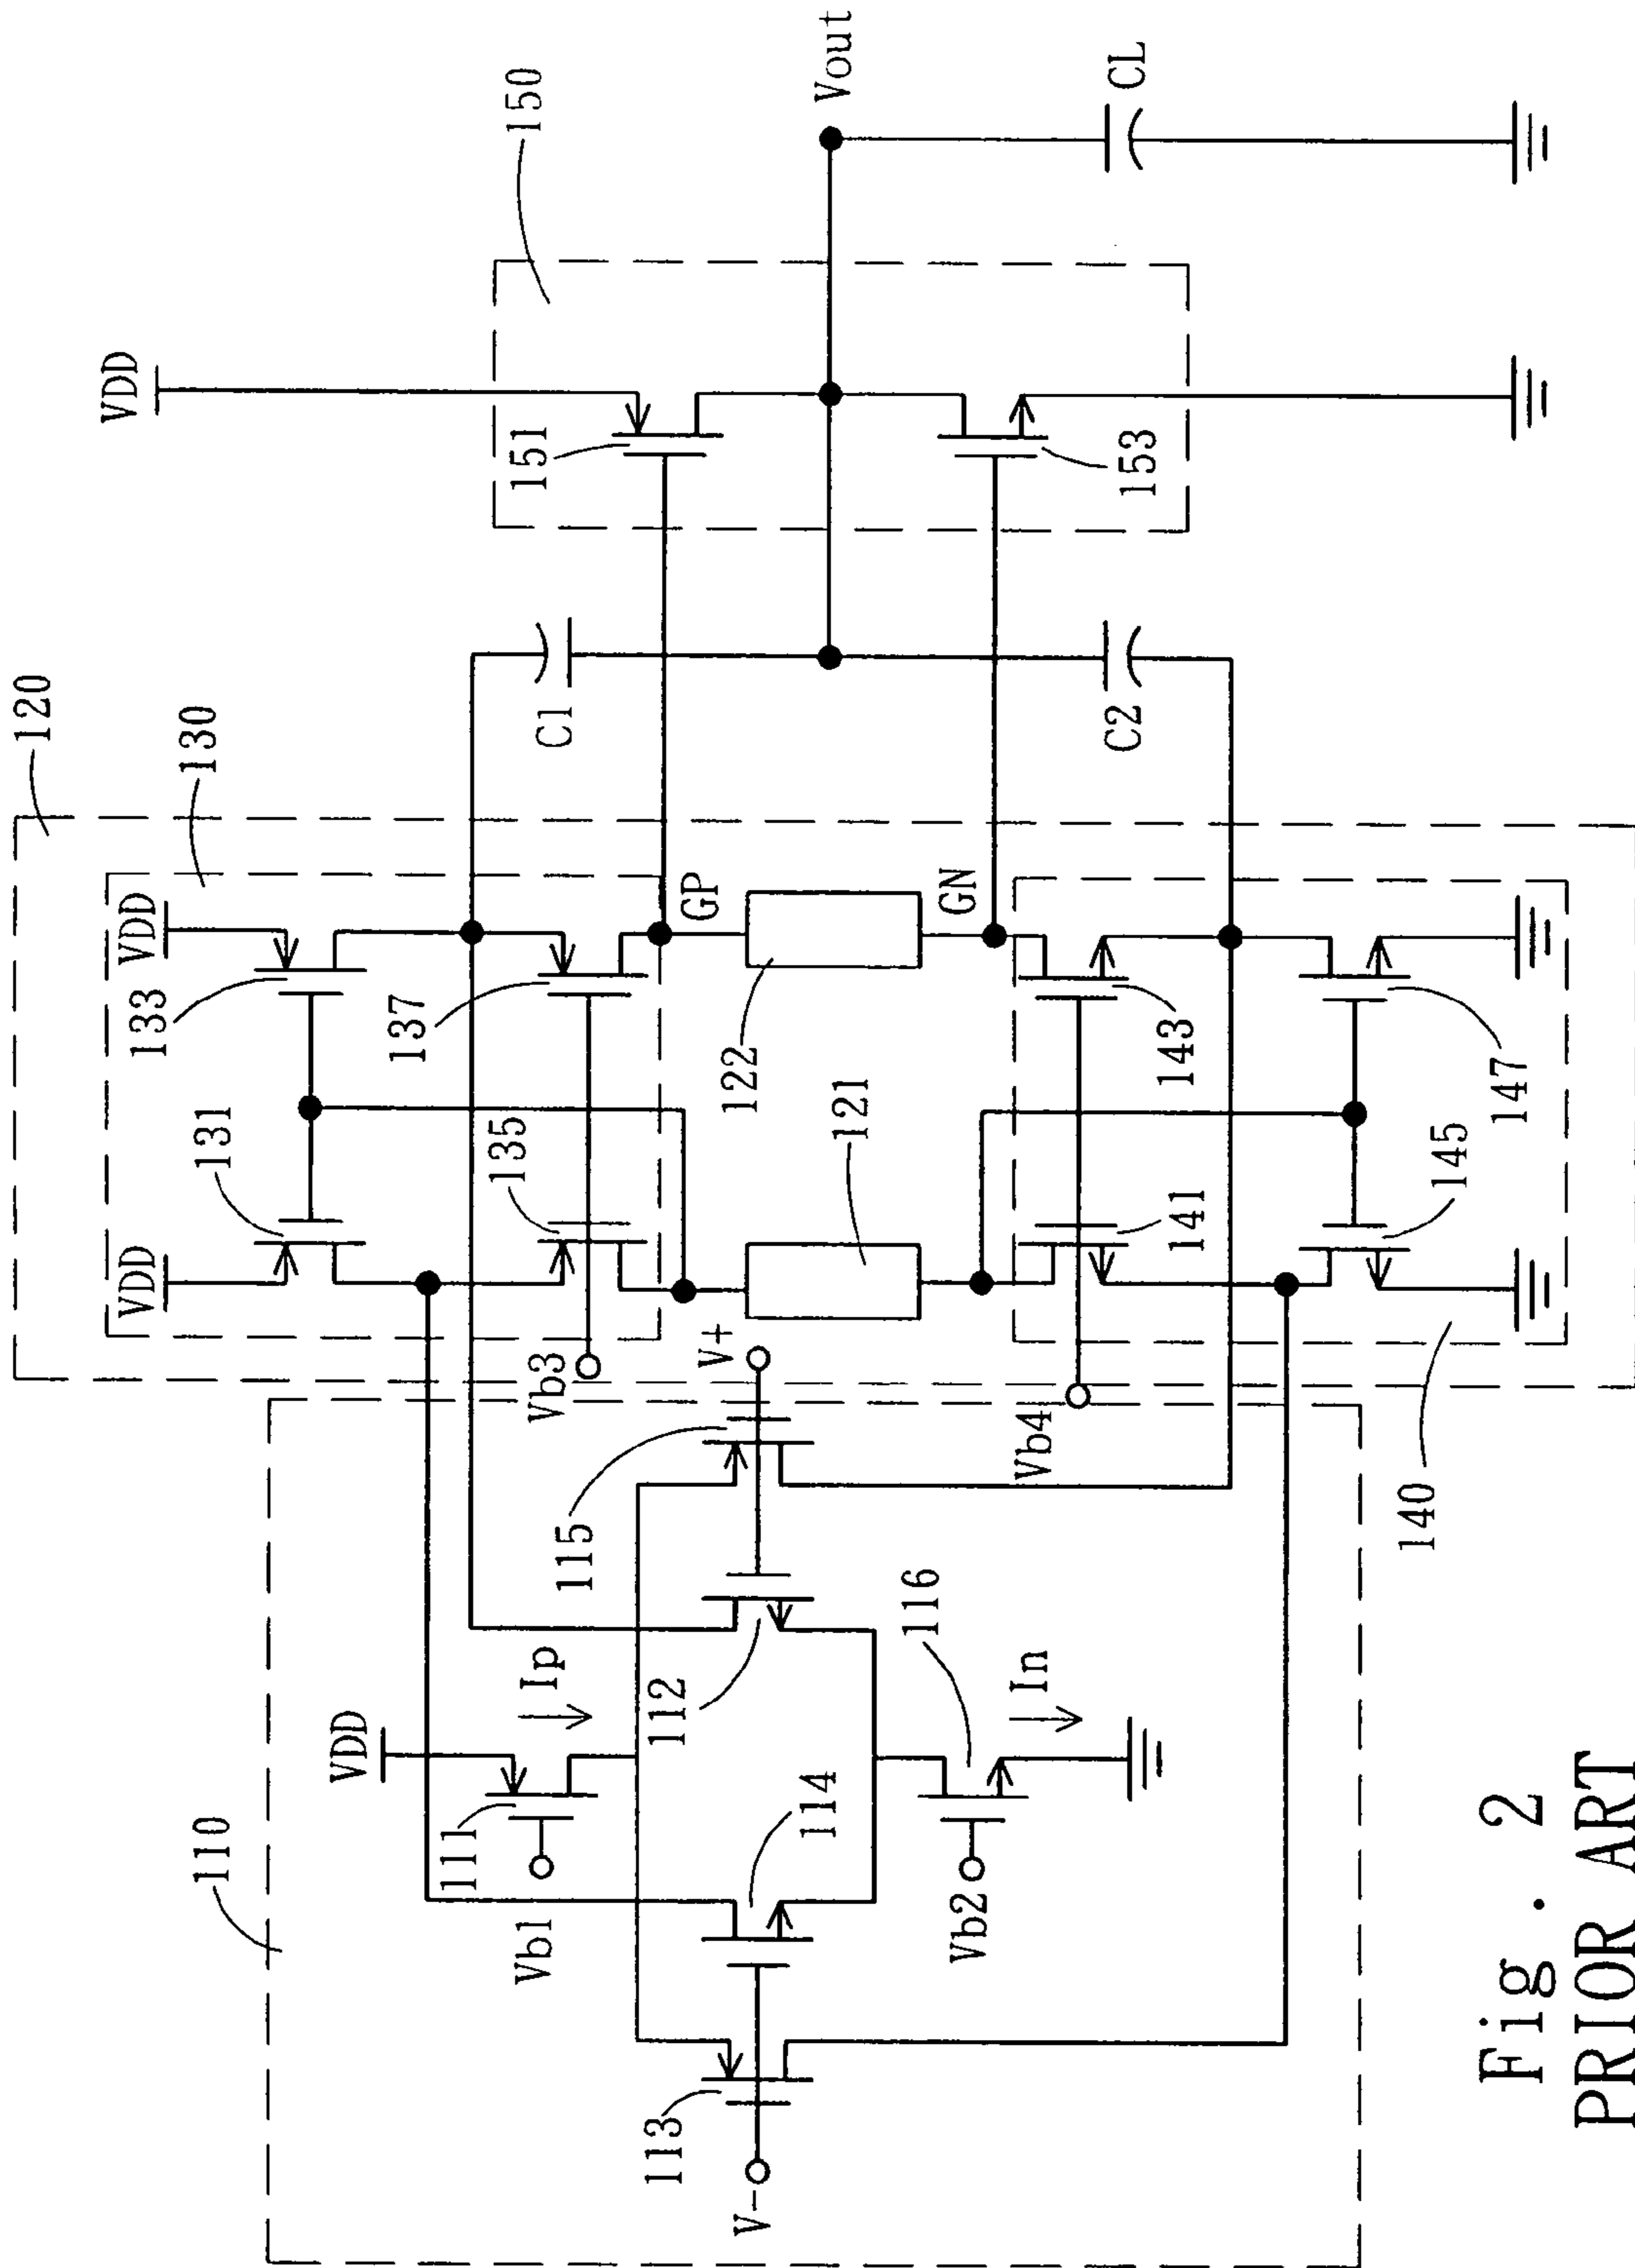 120
150
130
VDD
VDD
VDD
133
131
151
Vout
C1
137
135
GP
Vb3
110
VDD
111
Vb1
Ip
115
V+
122
121
CL
GN
153
C2
143
141
Vb4
112
114
116
V-
113
Vb2
In
147
145
140
Fig. 2
PRIOR ART